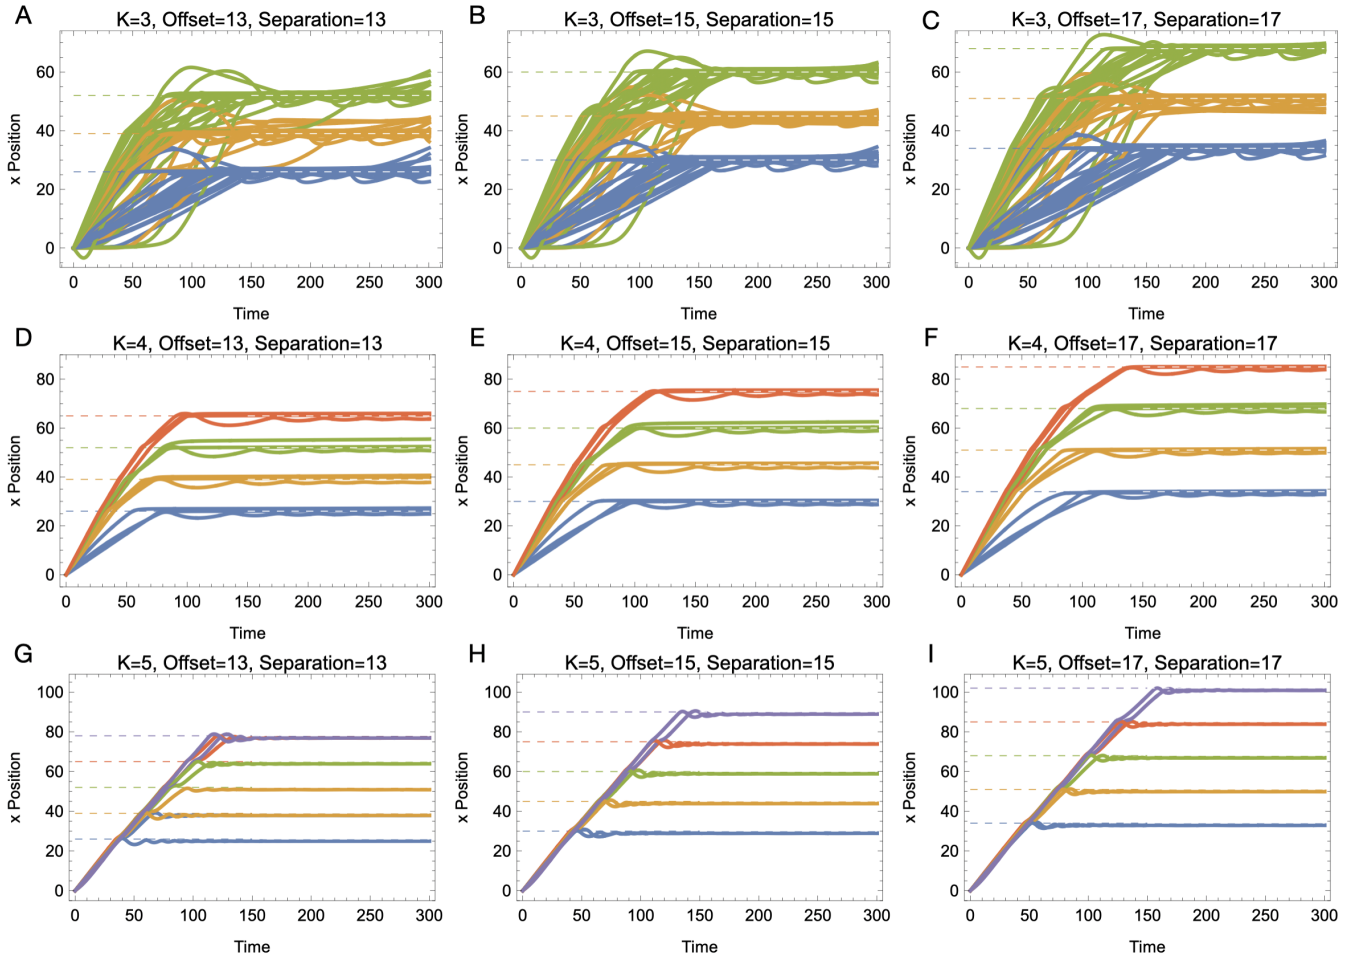 A K=3, Offset=13, Separation=13
x Position
60
40
20
0
0 50 100 150 200 250 300
Time
B K=3, Offset=15, Separation=15
x Position
60
40
20
0
0 50 100 150 200 250 300
Time
C K=3, Offset=17, Separation=17
x Position
60
40
20
0
0 50 100 150 200 250 300
Time
D K=4, Offset=13, Separation=13
x Position
80
60
40
20
0
0 50 100 150 200 250 300
Time
E K=4, Offset=15, Separation=15
x Position
80
60
40
20
0
0 50 100 150 200 250 300
Time
F K=4, Offset=17, Separation=17
x Position
80
60
40
20
0
0 50 100 150 200 250 300
Time
G K=5, Offset=13, Separation=13
x Position
100
80
60
40
20
0
0 50 100 150 200 250 300
Time
H K=5, Offset=15, Separation=15
x Position
100
80
60
40
20
0
0 50 100 150 200 250 300
Time
I K=5, Offset=17, Separation=17
x Position
100
80
60
40
20
0
0 50 100 150 200 250 300
Time